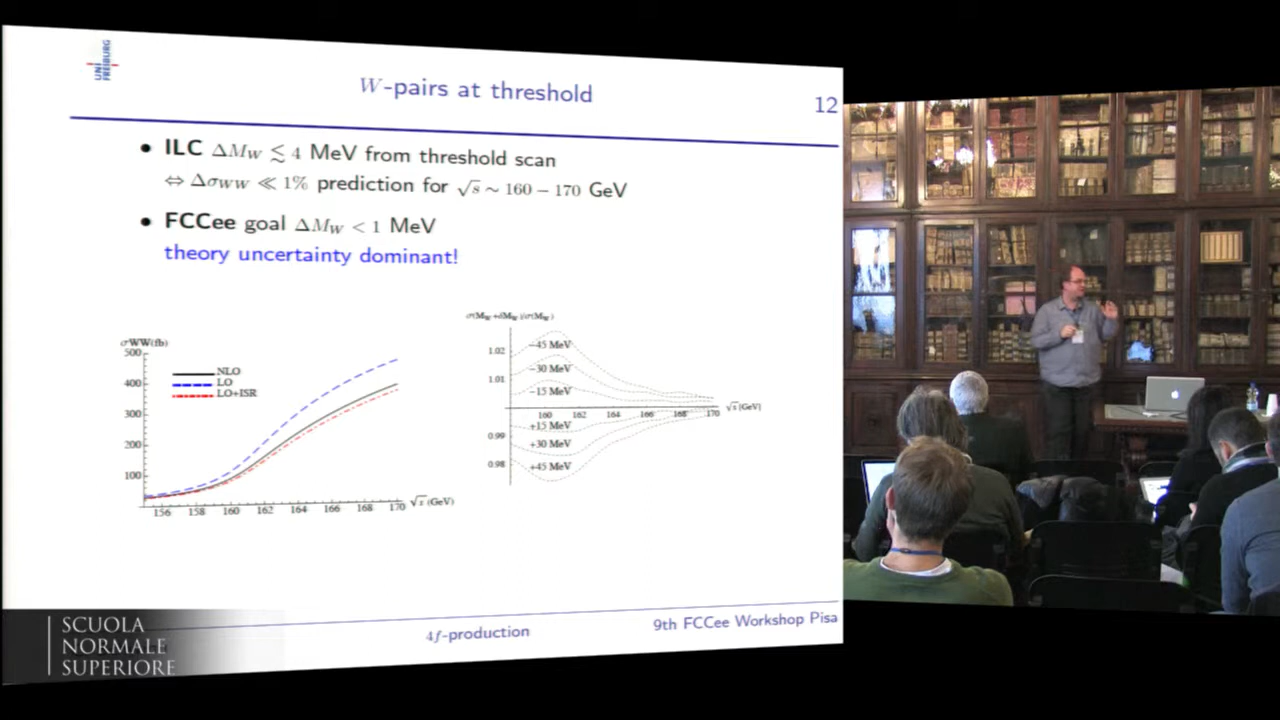 UNI
FREIBURG
W-pairs at threshold
12
• ILC ΔM_W ≲ 4 MeV from threshold scan
⇔ Δσ_WW ≪ 1% prediction for √s ∼ 160 − 170 GeV
• FCCee goal ΔM_W < 1 MeV
theory uncertainty dominant!
σWW(fb)
500
400
300
200
100
NLO
LO
LO+ISR
156 158 160 162 164 166 168 170 √s (GeV)
σ(M_W+dM_W)/σ(M_W)
1.02
1.01
0.99
0.98
−45 MeV
−30 MeV
−15 MeV
160 162 164 166 168 170 √s (GeV)
+15 MeV
+30 MeV
+45 MeV
4f-production
9th FCCee Workshop Pisa
SCUOLA
NORMALE
SUPERIORE